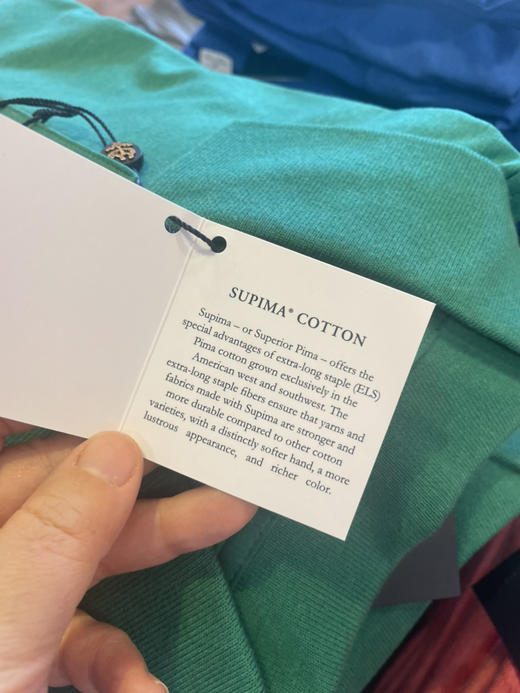 SUPIMA® COTTON
Supima – or Superior Pima – offers the
special advantages of extra-long staple (ELS)
Pima cotton grown exclusively in the
American west and southwest. The
extra-long staple fibers ensure that yarns and
fabrics made with Supima are stronger and
more durable compared to other cotton
varieties, with a distinctly softer hand, a more
lustrous appearance, and richer color.